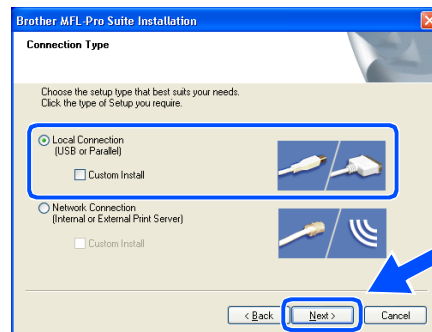 Brother MFL-Pro Suite Installation
Connection Type
Choose the setup type that best suits your needs.
Click the type of Setup you require.
Local Connection
(USB or Parallel)
Custom Install
Network Connection
(Internal or External Print Server)
Custom Install
< Back
Next >
Cancel